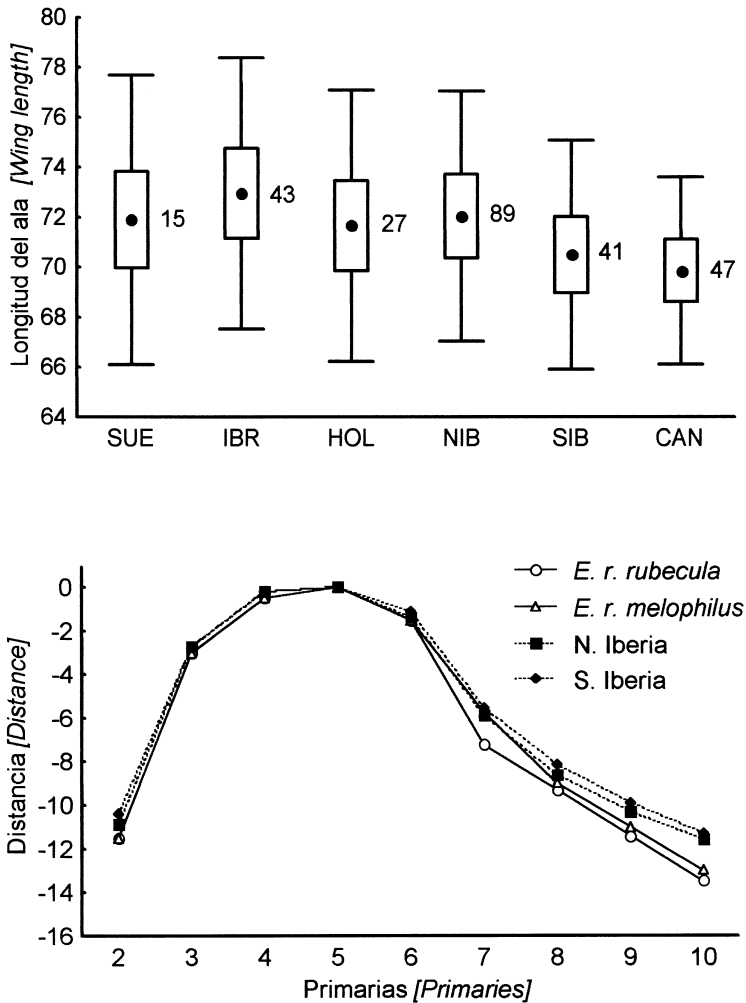 80
78
76
74
72
70
68
66
64
Longitud del ala [Wing length]
15
43
27
89
41
47
SUE IBR HOL NIB SIB CAN
0
-2
-4
-6
-8
-10
-12
-14
-16
Distancia [Distance]
E. r. rubecula
E. r. melophilus
N. Iberia
S. Iberia
2 3 4 5 6 7 8 9 10
Primarias [Primaries]